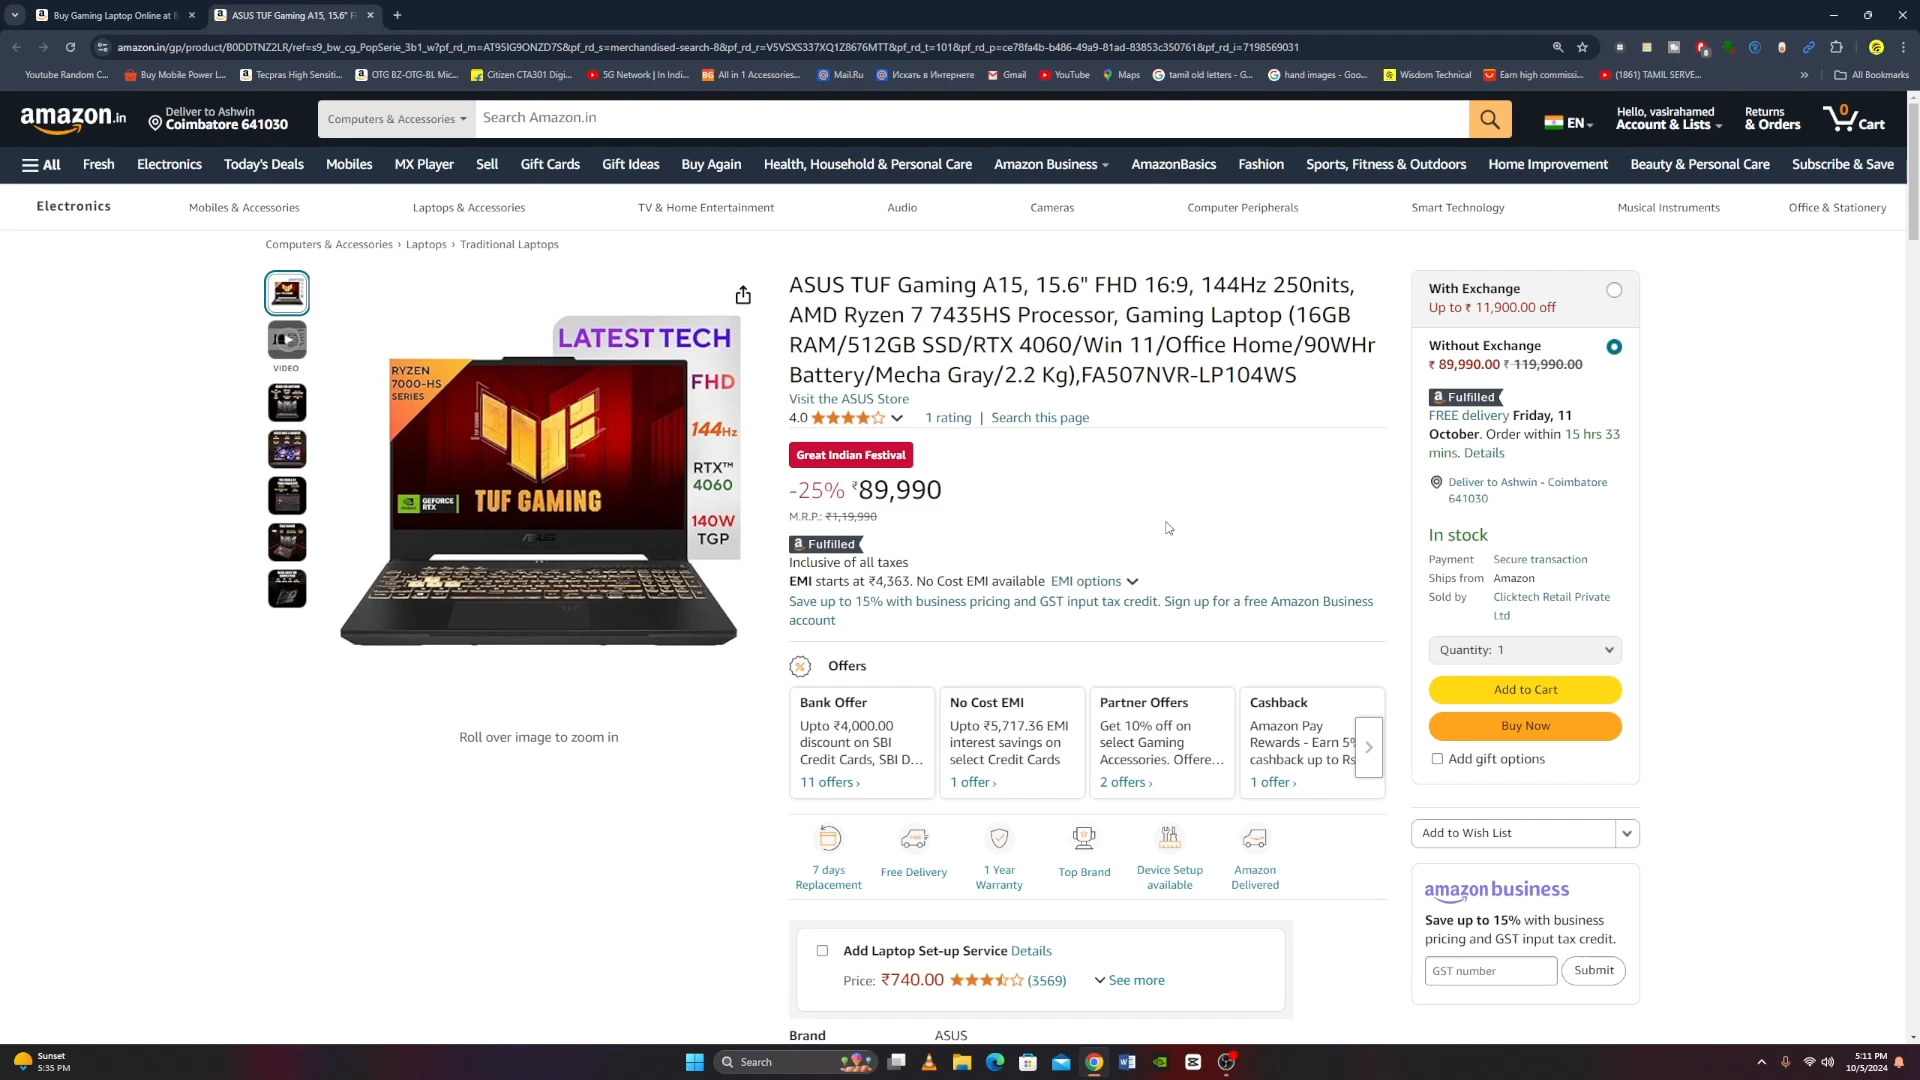 Buy Gaming Laptop Online at B
ASUS TUF Gaming A15, 15.6" F
amazon.in/gp/product/B0DDTNZ2LR/ref=s9_bw_cg_PopSerie_3b1_w?pf_rd_m=AT95IG9ONZD7S&pf_rd_s=merchandised-search-8&pf_rd_r=V5VSXS337XQ1Z8676MTT&pf_rd_t=101&pf_rd_p=ce78fa4b-b486-49a9-81ad-83853c350761&pf_rd_i=7198569031
Youtube Random C...
Buy Mobile Power L...
Tecpras High Sensiti...
OTG BZ-OTG-BL Mic...
Citizen CTA301 Digi...
5G Network | In Indi...
All in 1 Accessories...
Mail.Ru
Искать в Интернете
Gmail
YouTube
Maps
tamil old letters - G...
hand images - Goo...
Wisdom Technical
Earn high commissi...
(1861) TAMIL SERVE...
All Bookmarks
amazon.in
Deliver to Ashwin
Coimbatore 641030
Computers & Accessories
Search Amazon.in
EN
Hello, vasirahamed
Account & Lists
Returns
& Orders
0
Cart
All
Fresh
Electronics
Today's Deals
Mobiles
MX Player
Sell
Gift Cards
Gift Ideas
Buy Again
Health, Household & Personal Care
Amazon Business
AmazonBasics
Fashion
Sports, Fitness & Outdoors
Home Improvement
Beauty & Personal Care
Subscribe & Save
Electronics
Mobiles & Accessories
Laptops & Accessories
TV & Home Entertainment
Audio
Cameras
Computer Peripherals
Smart Technology
Musical Instruments
Office & Stationery
Computers & Accessories › Laptops › Traditional Laptops
VIDEO
LATEST TECH
RYZEN
7000-HS
SERIES
FHD
144Hz
RTX™
4060
140W
TGP
GEFORCE
RTX
TUF GAMING
ASUS
Roll over image to zoom in
ASUS TUF Gaming A15, 15.6" FHD 16:9, 144Hz 250nits,
AMD Ryzen 7 7435HS Processor, Gaming Laptop (16GB
RAM/512GB SSD/RTX 4060/Win 11/Office Home/90WHr
Battery/Mecha Gray/2.2 Kg),FA507NVR-LP104WS
Visit the ASUS Store
4.0
1 rating | Search this page
Great Indian Festival
-25% ₹89,990
M.R.P.: ₹1,19,990
Fulfilled
Inclusive of all taxes
EMI starts at ₹4,363. No Cost EMI available EMI options
Save up to 15% with business pricing and GST input tax credit. Sign up for a free Amazon Business
account
Offers
Bank Offer
Upto ₹4,000.00
discount on SBI
Credit Cards, SBI D...
11 offers ›
No Cost EMI
Upto ₹5,717.36 EMI
interest savings on
select Credit Cards
1 offer ›
Partner Offers
Get 10% off on
select Gaming
Accessories. Offere...
2 offers ›
Cashback
Amazon Pay
Rewards - Earn 5%
cashback up to Rs
1 offer ›
7 days
Replacement
FREE
Free Delivery
1 Year
Warranty
Top Brand
Device Setup
available
Amazon
Delivered
Add Laptop Set-up Service Details
Price: ₹740.00 (3569) See more
Brand ASUS
With Exchange
Up to ₹ 11,900.00 off
Without Exchange
₹ 89,990.00 ₹ 119,990.00
Fulfilled
FREE delivery Friday, 11
October. Order within 15 hrs 33
mins. Details
Deliver to Ashwin - Coimbatore
641030
In stock
Payment Secure transaction
Ships from Amazon
Sold by Clicktech Retail Private
Ltd
Quantity: 1
Add to Cart
Buy Now
Add gift options
Add to Wish List
amazon business
Save up to 15% with business
pricing and GST input tax credit.
GST number
Submit
Sunset
5:35 PM
Search
5:11 PM
10/5/2024